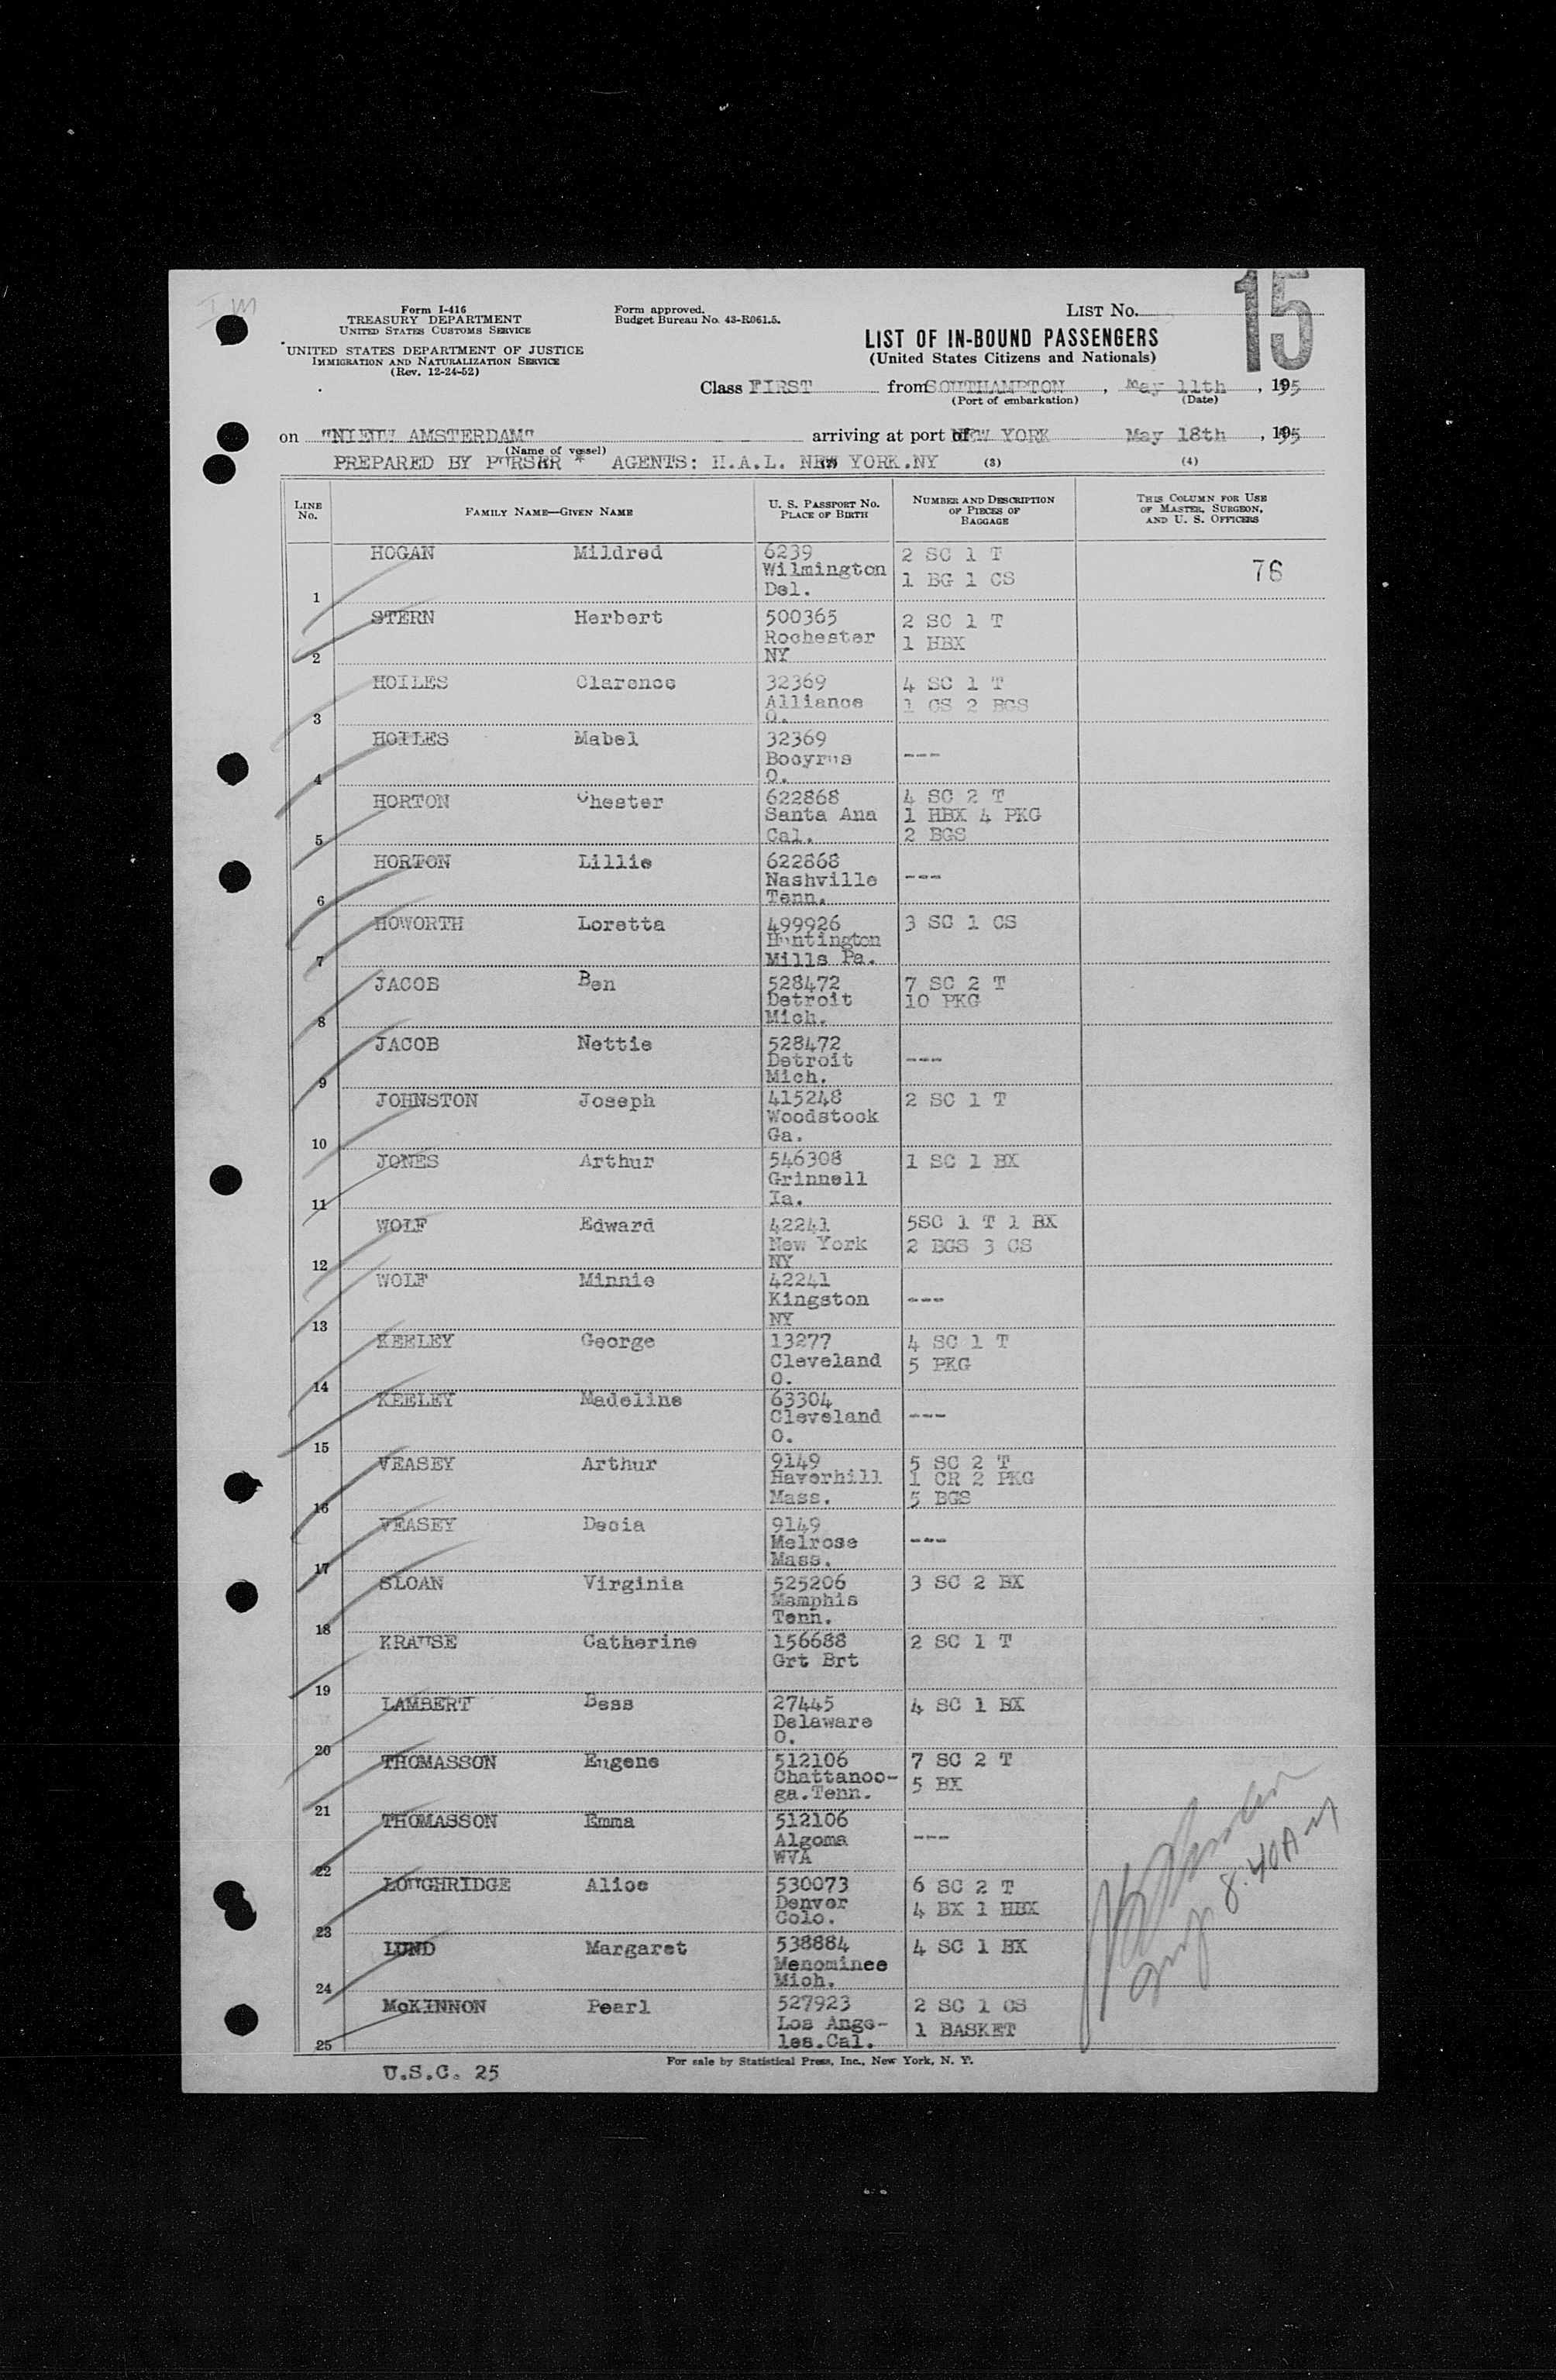 Form I-416
TREASURY DEPARTMENT
UNITED STATES CUSTOMS SERVICE
UNITED STATES DEPARTMENT OF JUSTICE
IMMIGRATION AND NATURALIZATION SERVICE
(Rev. 12-24-52)
Form approved.
Budget Bureau No. 43-R061.5.
LIST No. 15
LIST OF IN-BOUND PASSENGERS
(United States Citizens and Nationals)
Class FIRST from SOUTHAMPTON, May 11th, 195
(Port of embarkation) (Date)
on "NIEUW AMSTERDAM" arriving at port of NEW YORK May 18th, 195
(Name of vessel)
PREPARED BY PURSER * AGENTS: H.A.L. NEW YORK.NY (3) (4)
LINE No. FAMILY NAME—GIVEN NAME U. S. PASSPORT No. PLACE OF BIRTH NUMBER AND DESCRIPTION OF PIECES OF BAGGAGE THIS COLUMN FOR USE OF MASTER, SURGEON, AND U. S. OFFICERS
1 HOGAN Mildred 6239 Wilmington Del. 2 SC 1 T 1 BG 1 CS 76
2 STERN Herbert 500365 Rochester NY 2 SC 1 T 1 HBX
3 HOILES Clarence 32369 Alliance O. 4 SC 1 T 1 CS 2 BGS
4 HOILES Mabel 32369 Bocyrus O. ---
5 HORTON Chester 622868 Santa Ana Cal. 4 SC 2 T 1 HBX 4 PKG 2 BGS
6 HORTON Lillie 622868 Nashville Tenn. ---
7 HOWORTH Loretta 499926 Huntington Mills Pa. 3 SC 1 CS
8 JACOB Ben 528472 Detroit Mich. 7 SC 2 T 10 PKG
9 JACOB Nettie 528472 Detroit Mich. ---
10 JOHNSTON Joseph 415248 Woodstock Ga. 2 SC 1 T
11 JONES Arthur 546308 Grinnell Ia. 1 SC 1 BX
12 WOLF Edward 42241 New York NY 5SC 1 T 1 BX 2 BGS 3 CS
13 WOLF Minnie 42241 Kingston NY ---
14 KEELEY George 13277 Cleveland O. 4 SC 1 T 5 PKG
15 KEELEY Madeline 63304 Cleveland O. ---
16 VEASEY Arthur 9149 Haverhill Mass. 5 SC 2 T 1 CR 2 PKG 5 BGS
17 VEASEY Decia 9149 Melrose Mass. ---
18 SLOAN Virginia 525206 Memphis Tenn. 3 SC 2 BX
19 KRAUSE Catherine 156688 Grt Brt 2 SC 1 T
20 LAMBERT Bess 27445 Delaware O. 4 SC 1 BX
21 THOMASSON Eugene 512106 Chattanoo-ga.Tenn. 7 SC 2 T 5 BX
22 THOMASSON Emma 512106 Algoma WVA ---
23 LOUGHRIDGE Alice 530073 Denver Colo. 6 SC 2 T 4 BX 1 HBX
24 LUND Margaret 538884 Menominee Mich. 4 SC 1 BX
25 McKINNON Pearl 527923 Los Ange-les.Cal. 2 SC 1 CS 1 BASKET
8:40 AM
U.S.C. 25
For sale by Statistical Press, Inc., New York, N. Y.